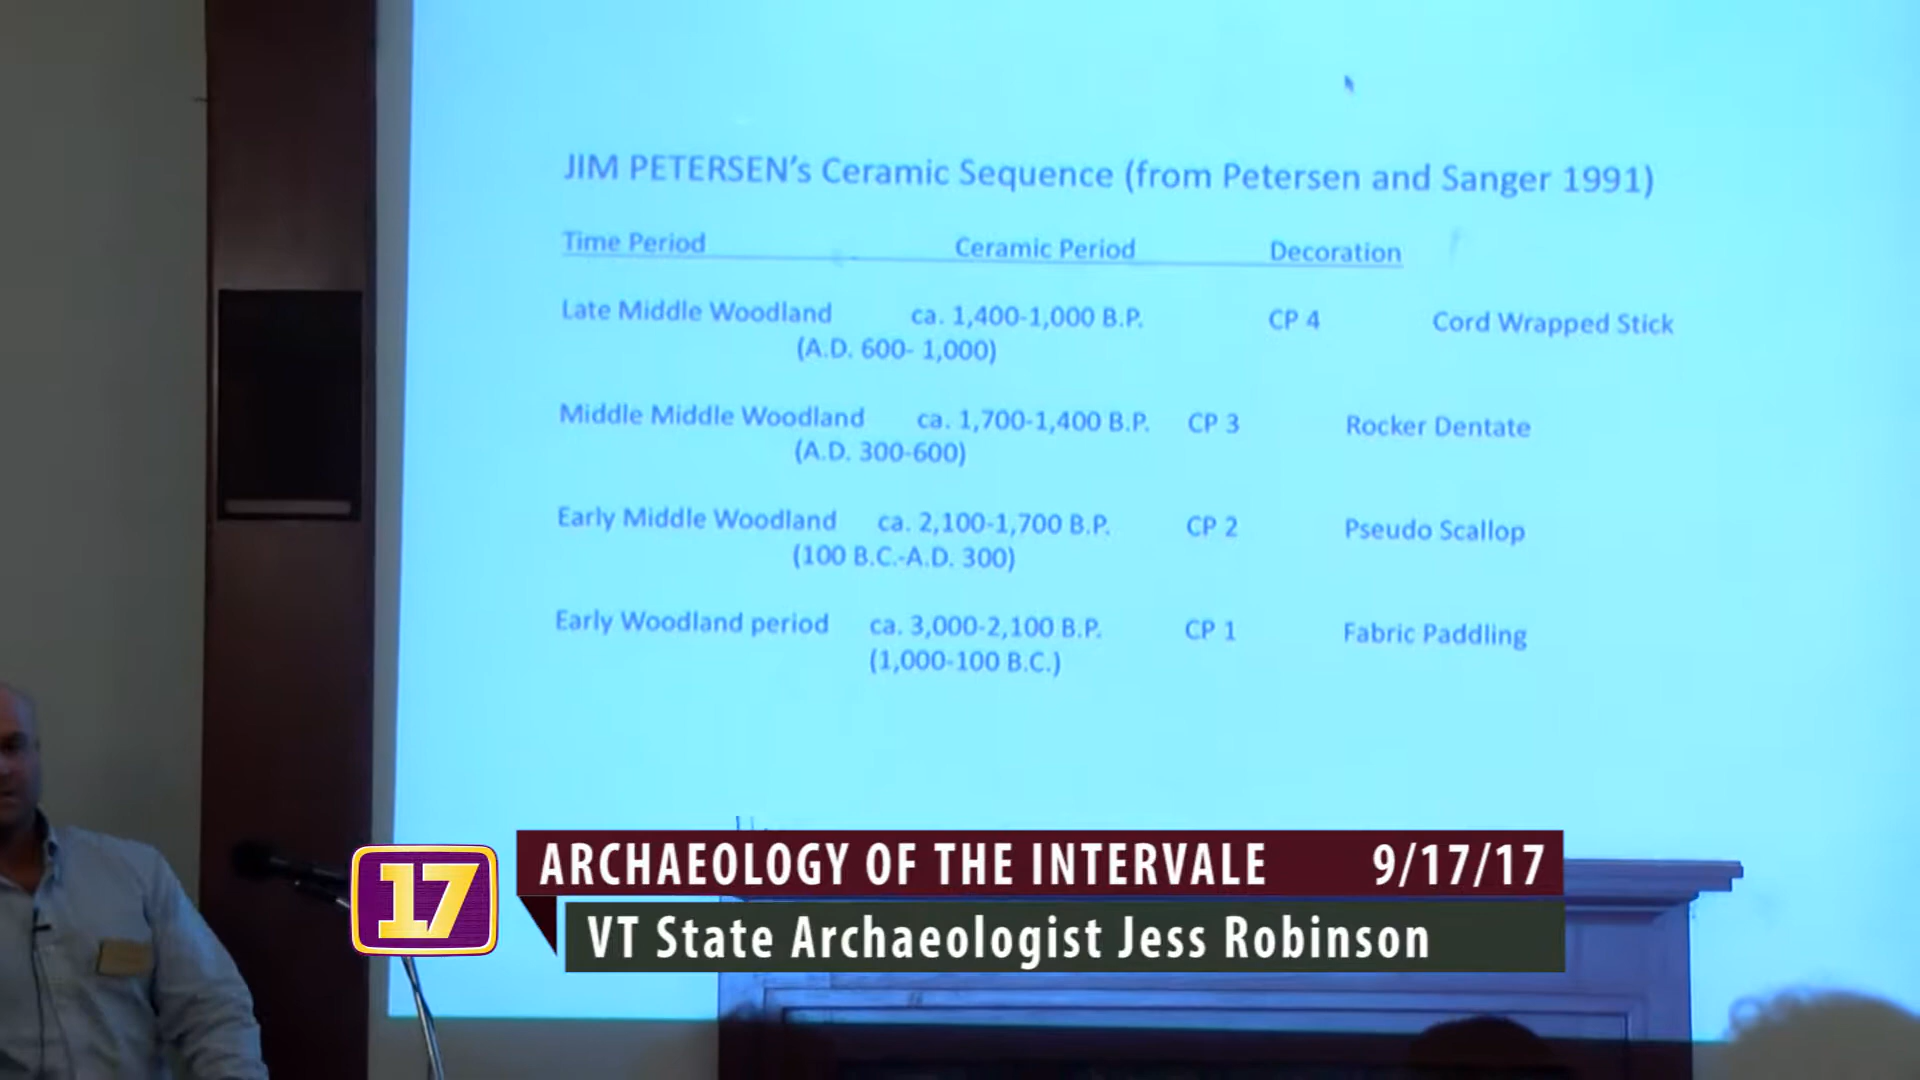 JIM PETERSEN's Ceramic Sequence (from Petersen and Sanger 1991)
Time Period Ceramic Period Decoration
Late Middle Woodland ca. 1,400-1,000 B.P. CP 4 Cord Wrapped Stick
(A.D. 600- 1,000)
Middle Middle Woodland ca. 1,700-1,400 B.P. CP 3 Rocker Dentate
(A.D. 300-600)
Early Middle Woodland ca. 2,100-1,700 B.P. CP 2 Pseudo Scallop
(100 B.C.-A.D. 300)
Early Woodland period ca. 3,000-2,100 B.P. CP 1 Fabric Paddling
(1,000-100 B.C.)
17
ARCHAEOLOGY OF THE INTERVALE 9/17/17
VT State Archaeologist Jess Robinson